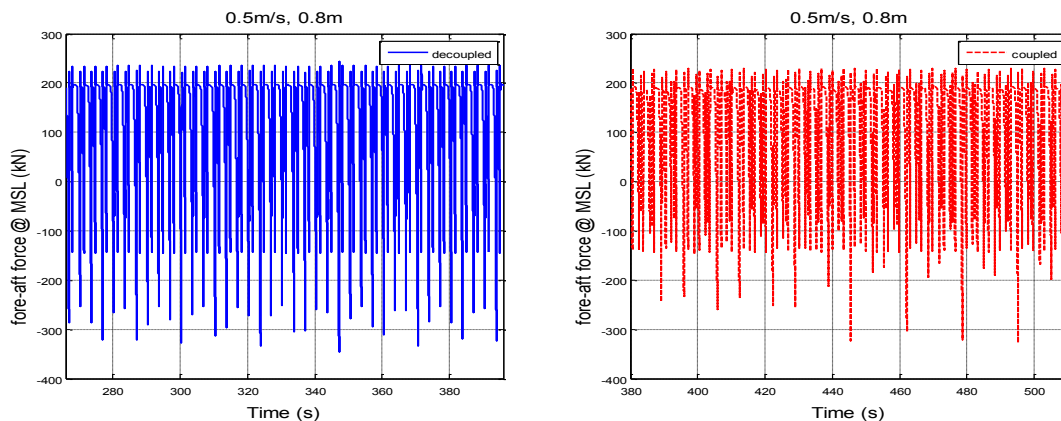 0.5m/s, 0.8m
300
200
100
0
-100
-200
-300
-400
fore-aft force @ MSL (kN)
decoupled
280 300 320 340 360 380
Time (s)
0.5m/s, 0.8m
300
200
100
0
-100
-200
-300
-400
fore-aft force @ MSL (kN)
coupled
380 400 420 440 460 480 500
Time (s)